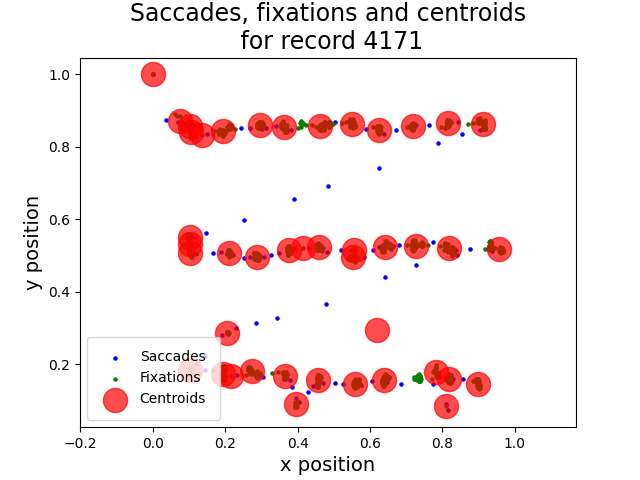 Saccades, fixations and centroids
for record 4171
1.0
0.8
0.6
0.4
0.2
y position
Saccades
Fixations
Centroids
−0.2
0.0
0.2
0.4
0.6
0.8
1.0
x position